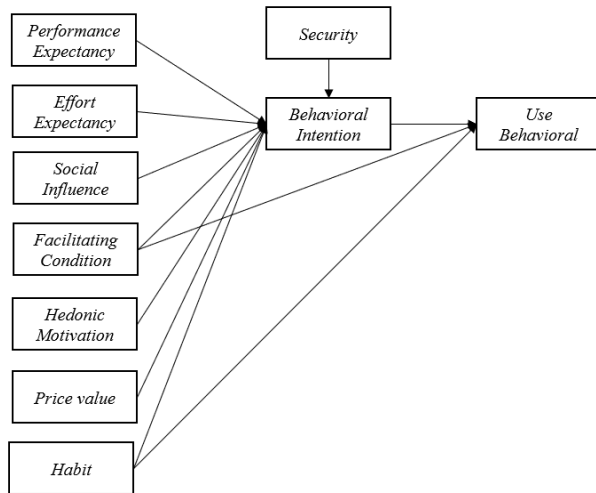 Performance
Expectancy
Security
Effort
Expectancy
Behavioral
Intention
Use
Behavioral
Social
Influence
Facilitating
Condition
Hedonic
Motivation
Price value
Habit